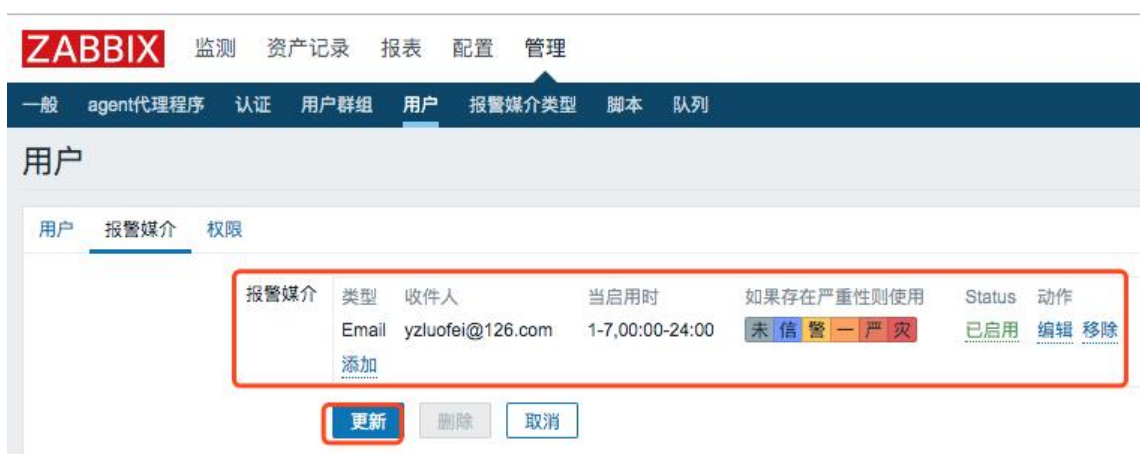 ZABBIX 监测 资产记录 报表 配置 管理
一般 agent代理程序 认证 用户群组 用户 报警媒介类型 脚本 队列
用户
用户 报警媒介 权限
报警媒介 类型 收件人 当启用时 如果存在严重性则使用 Status 动作
Email yzluofei@126.com 1-7,00:00-24:00 未 信 警 一 严 灾 已启用 编辑 移除
添加
更新 删除 取消